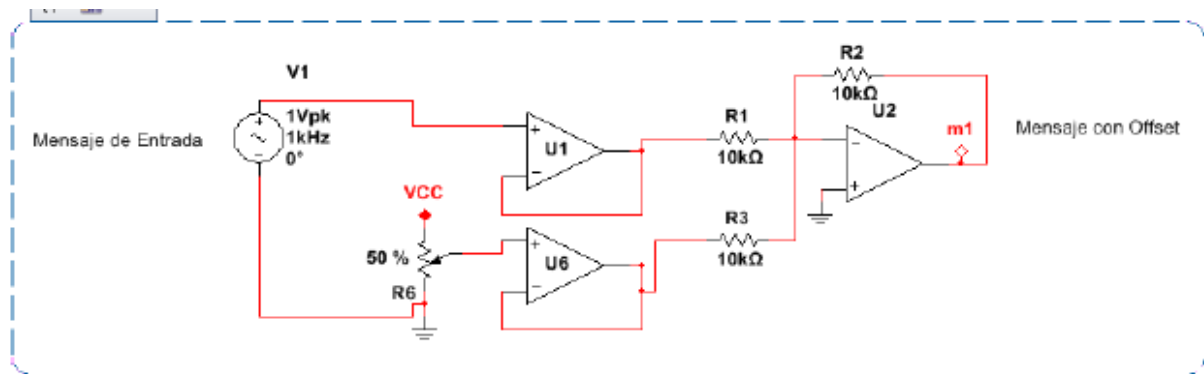 V1
1Vpk
1kHz
0°
Mensaje de Entrada
VCC
50 %
R6
+
U1
−
+
U6
−
R1
10kΩ
R3
10kΩ
R2
10kΩ
U2
−
+
m1
Mensaje con Offset